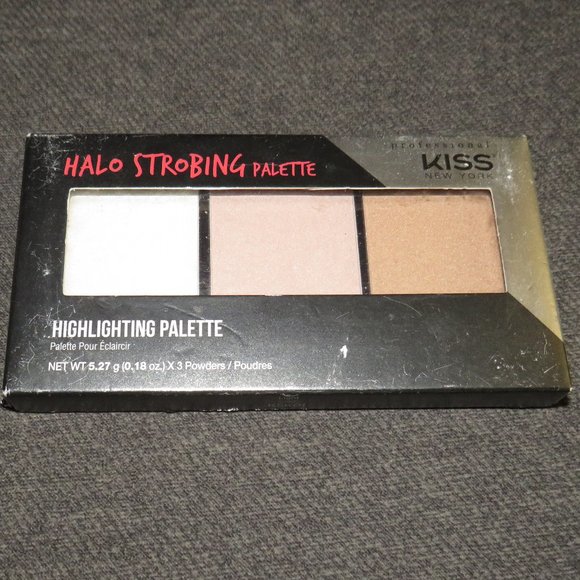 HALO STROBING PALETTE
professional
KISS
NEW YORK
HIGHLIGHTING PALETTE
Palette Pour Éclaircir
NET WT 5.27 g (0.18 oz.) X 3 Powders / Poudres